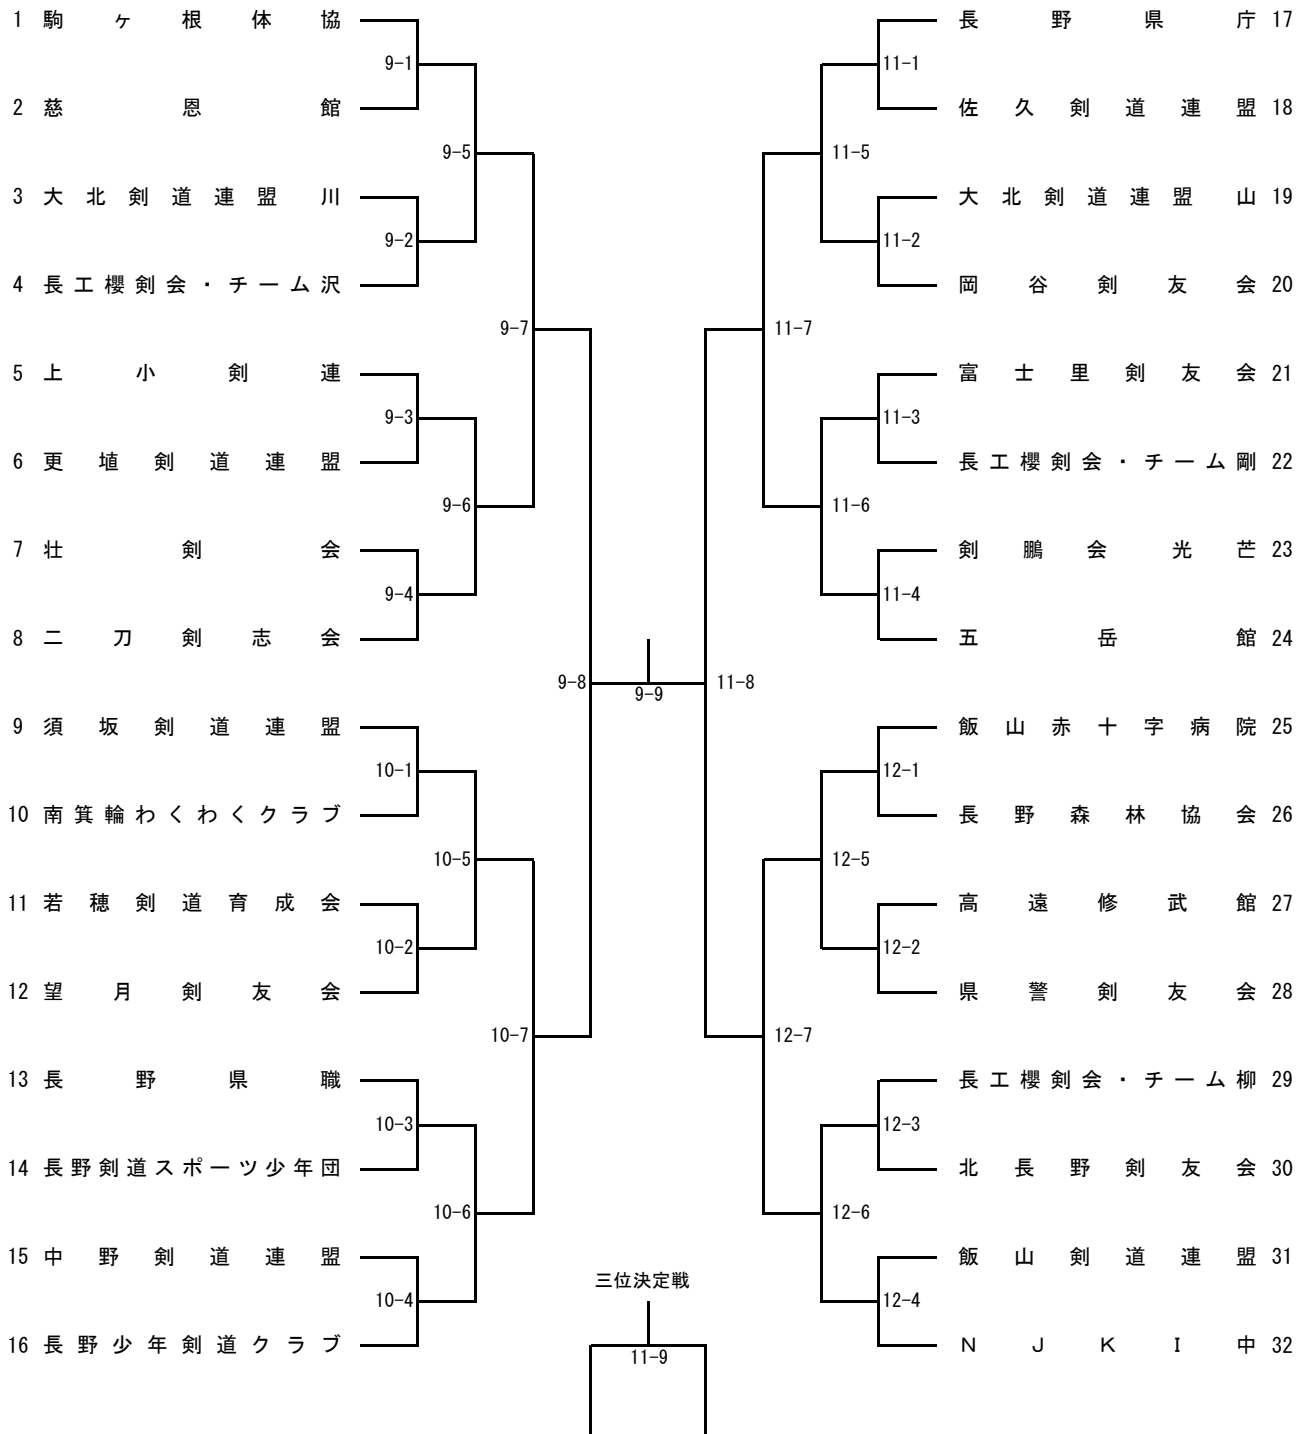 1 駒ヶ根体協
9-1
2 慈恩館
9-5
3 大北剣道連盟 川
9-2
4 長工櫻剣会・チーム沢
9-7
5 上小剣連
9-3
6 更埴剣道連盟
9-6
7 壮剣会
9-4
8 二刀剣志会
9-8
9-9
9 須坂剣道連盟
10-1
10 南箕輪わくわくクラブ
10-5
11 若穂剣道育成会
10-2
12 望月剣友会
10-7
13 長野県職
10-3
14 長野剣道スポーツ少年団
10-6
15 中野剣道連盟
10-4
16 長野少年剣道クラブ
長野県庁 17
11-1
佐久剣道連盟 18
11-5
大北剣道連盟 山 19
11-2
岡谷剣友会 20
11-7
富士里剣友会 21
11-3
長工櫻剣会・チーム剛 22
11-6
剣鵬会 光芒 23
11-4
五岳館 24
11-8
飯山赤十字病院 25
12-1
長野森林協会 26
12-5
高遠修武館 27
12-2
県警剣友会 28
12-7
長工櫻剣会・チーム柳 29
12-3
北長野剣友会 30
12-6
飯山剣道連盟 31
12-4
ＮＪＫＩ中 32
三位決定戦
11-9